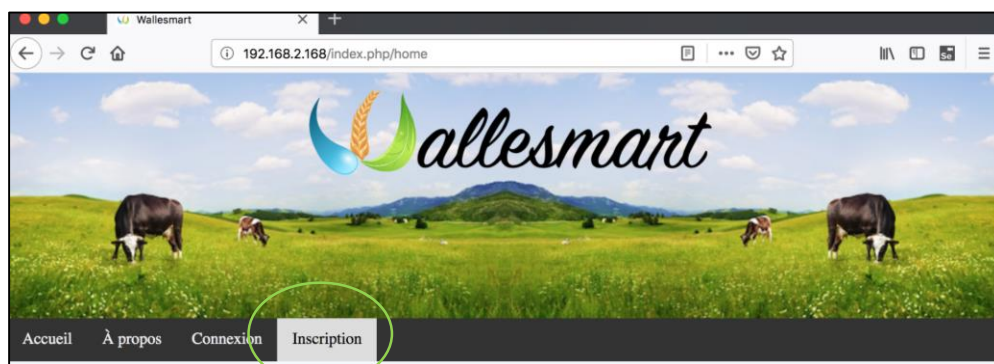 Wallesmart
192.168.2.168/index.php/home
Wallesmart
Accueil À propos Connexion Inscription